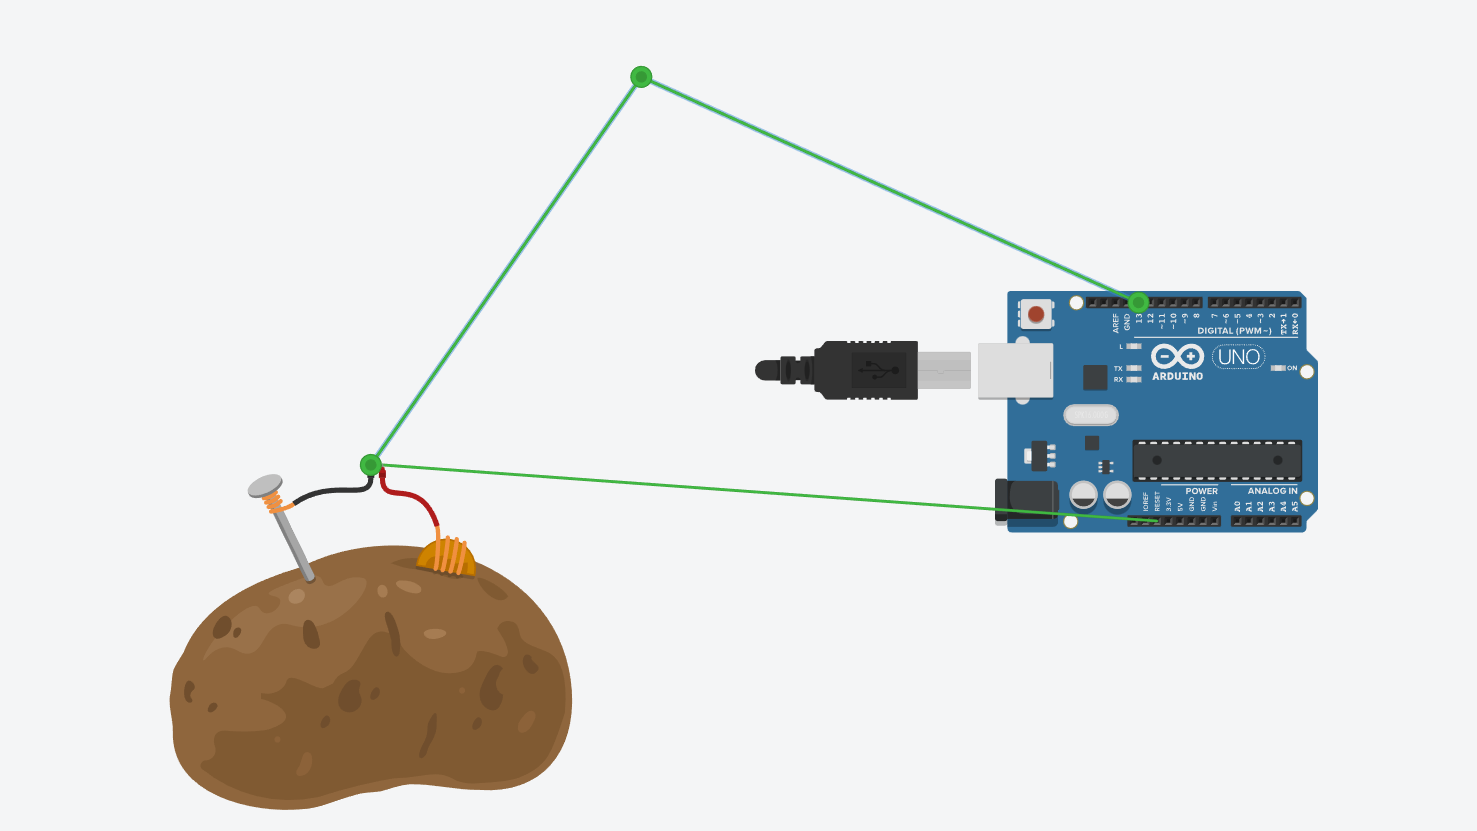 AREF
GND
13
12
~11
~10
~9
8
7
~6
~5
4
~3
2
TX→1
RX←0
DIGITAL (PWM~)
L
TX
RX
UNO
ARDUINO
ON
POWER
ANALOG IN
IOREF
RESET
3.3V
5V
GND
GND
Vin
A0
A1
A2
A3
A4
A5